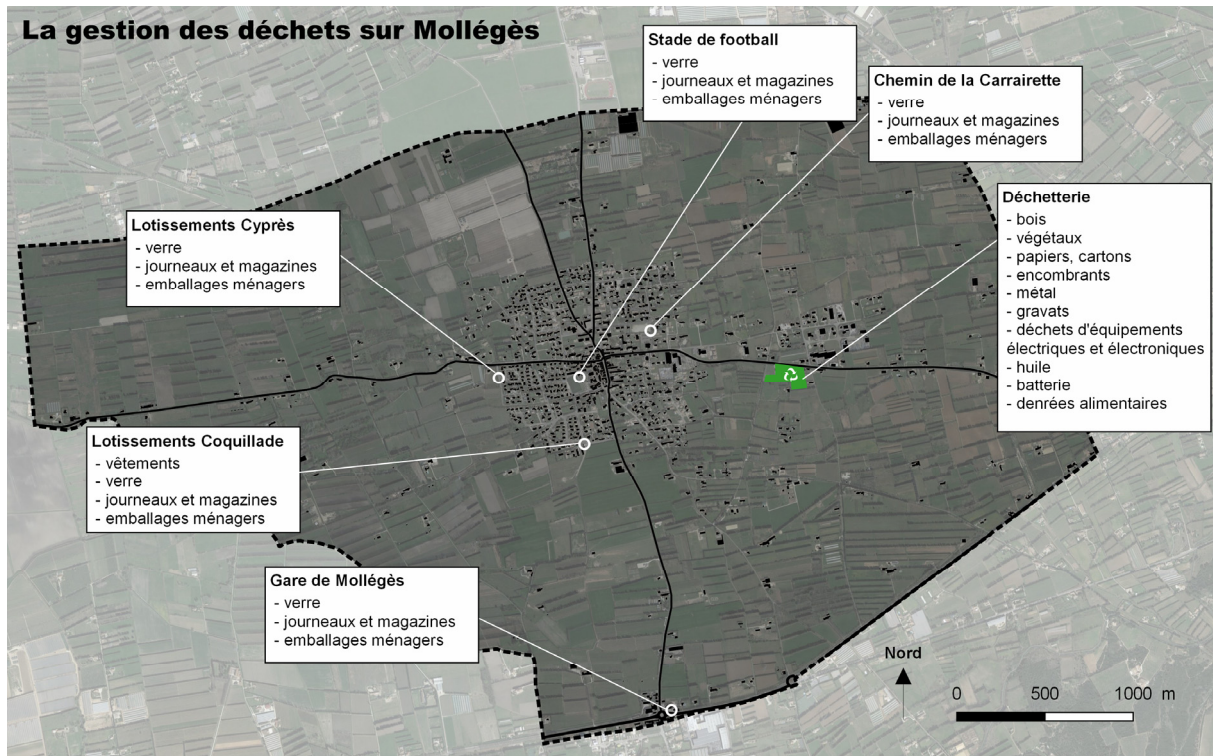 La gestion des déchets sur Mollégès
Stade de football
- verre
- journeaux et magazines
- emballages ménagers
Chemin de la Carrairette
- verre
- journeaux et magazines
- emballages ménagers
Déchetterie
- bois
- végétaux
- papiers, cartons
- encombrants
- métal
- gravats
- déchets d'équipements
électriques et électroniques
- huile
- batterie
- denrées alimentaires
Lotissements Cyprès
- verre
- journeaux et magazines
- emballages ménagers
Lotissements Coquillade
- vêtements
- verre
- journeaux et magazines
- emballages ménagers
Gare de Mollégès
- verre
- journeaux et magazines
- emballages ménagers
Nord
0 500 1000 m